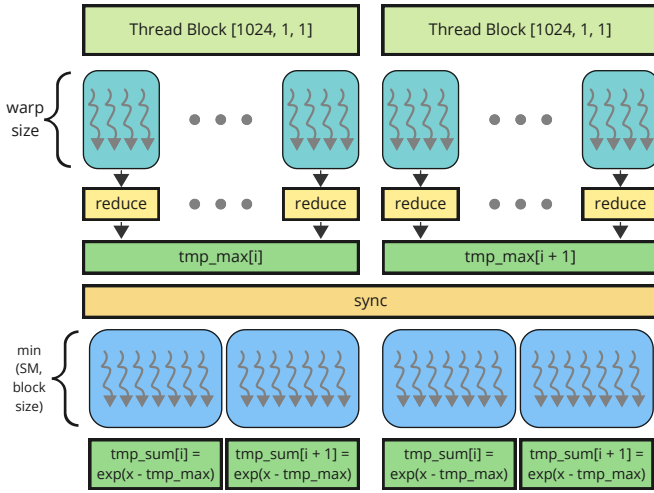 Thread Block [1024, 1, 1]
Thread Block [1024, 1, 1]
warp
size
reduce
reduce
reduce
reduce
tmp_max[i]
tmp_max[i + 1]
sync
min
(SM,
block
size)
tmp_sum[i] =
exp(x - tmp_max)
tmp_sum[i + 1] =
exp(x - tmp_max)
tmp_sum[i] =
exp(x - tmp_max)
tmp_sum[i + 1] =
exp(x - tmp_max)